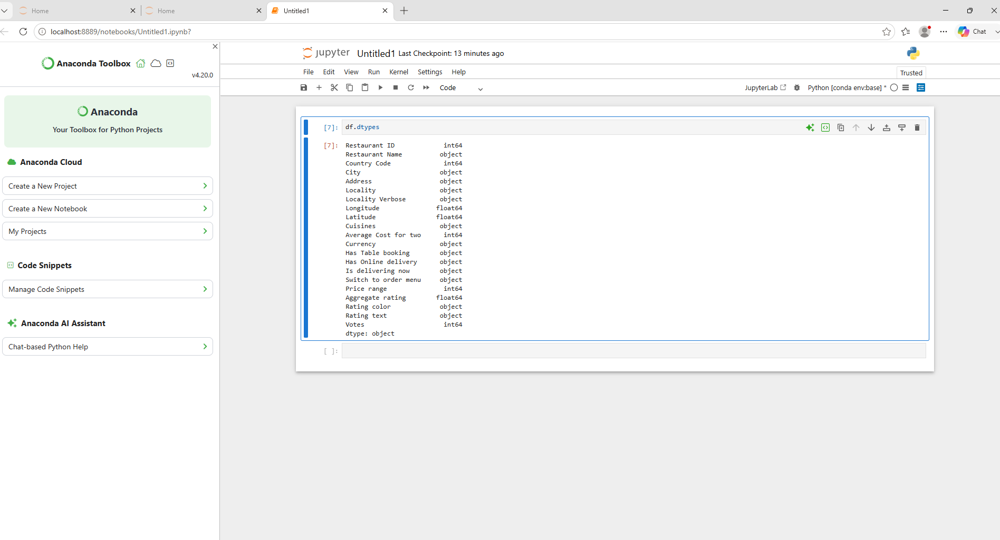 Home
Home
Untitled1
localhost:8889/notebooks/Untitled1.ipynb?
Chat
Anaconda Toolbox
v4.20.0
Anaconda
Your Toolbox for Python Projects
Anaconda Cloud
Create a New Project
Create a New Notebook
My Projects
Code Snippets
Manage Code Snippets
Anaconda AI Assistant
Chat-based Python Help
jupyter Untitled1 Last Checkpoint: 13 minutes ago
File Edit View Run Kernel Settings Help
Trusted
Code
JupyterLab
Python [conda env:base] *
[7]: df.dtypes
[7]: Restaurant ID int64
Restaurant Name object
Country Code int64
City object
Address object
Locality object
Locality Verbose object
Longitude float64
Latitude float64
Cuisines object
Average Cost for two int64
Currency object
Has Table booking object
Has Online delivery object
Is delivering now object
Switch to order menu object
Price range int64
Aggregate rating float64
Rating color object
Rating text object
Votes int64
dtype: object
[ ]: